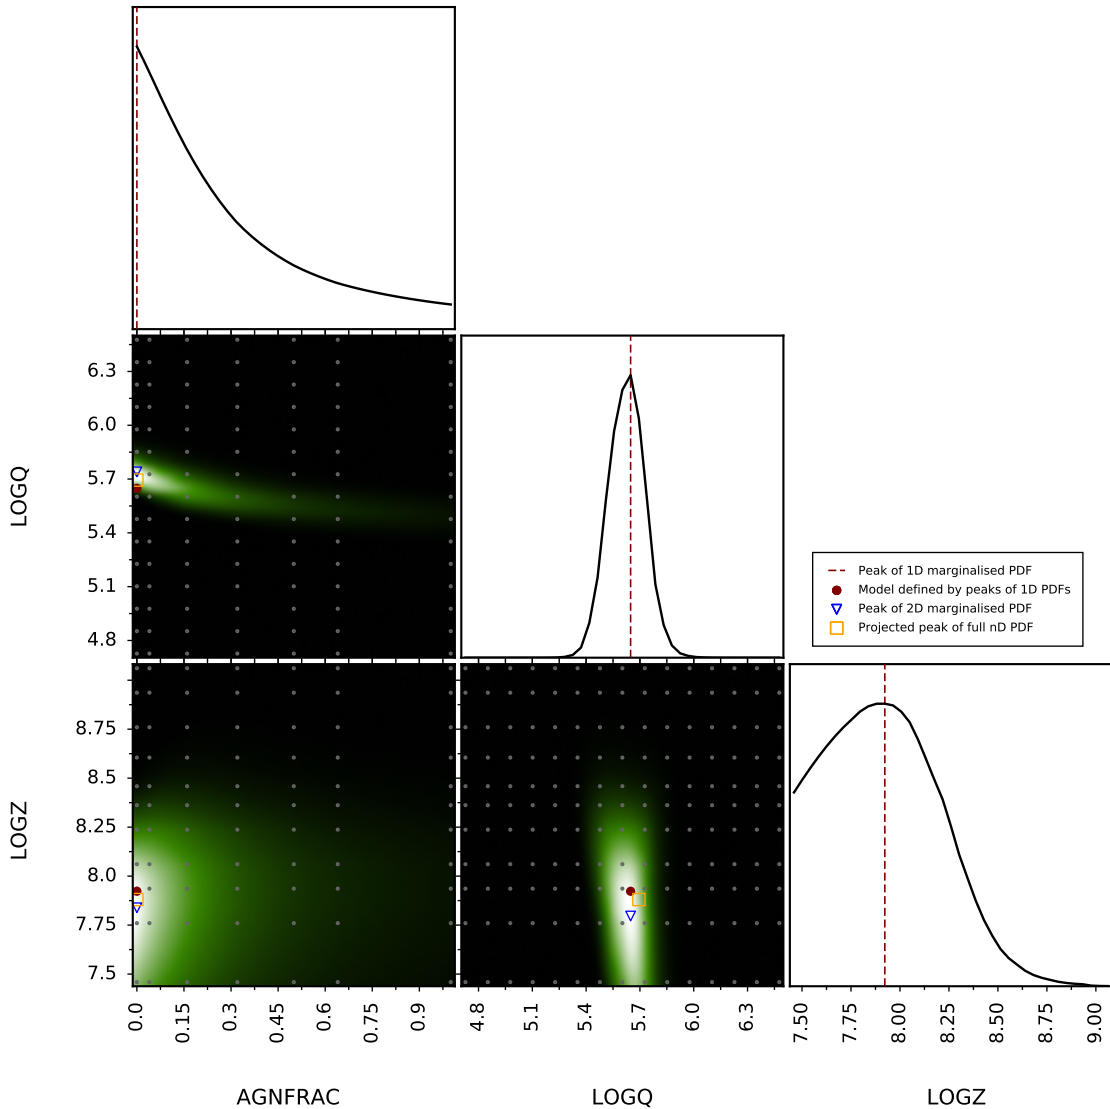 6.3
6.0
5.7
5.4
5.1
4.8
LOGQ
Peak of 1D marginalised PDF
Model defined by peaks of 1D PDFs
Peak of 2D marginalised PDF
Projected peak of full nD PDF
8.75
8.5
8.25
8.0
7.75
7.5
LOGZ
0.0 0.15 0.3 0.45 0.6 0.75 0.9
4.8 5.1 5.4 5.7 6.0 6.3
7.50 7.75 8.00 8.25 8.50 8.75 9.00
AGNFRAC LOGQ LOGZ